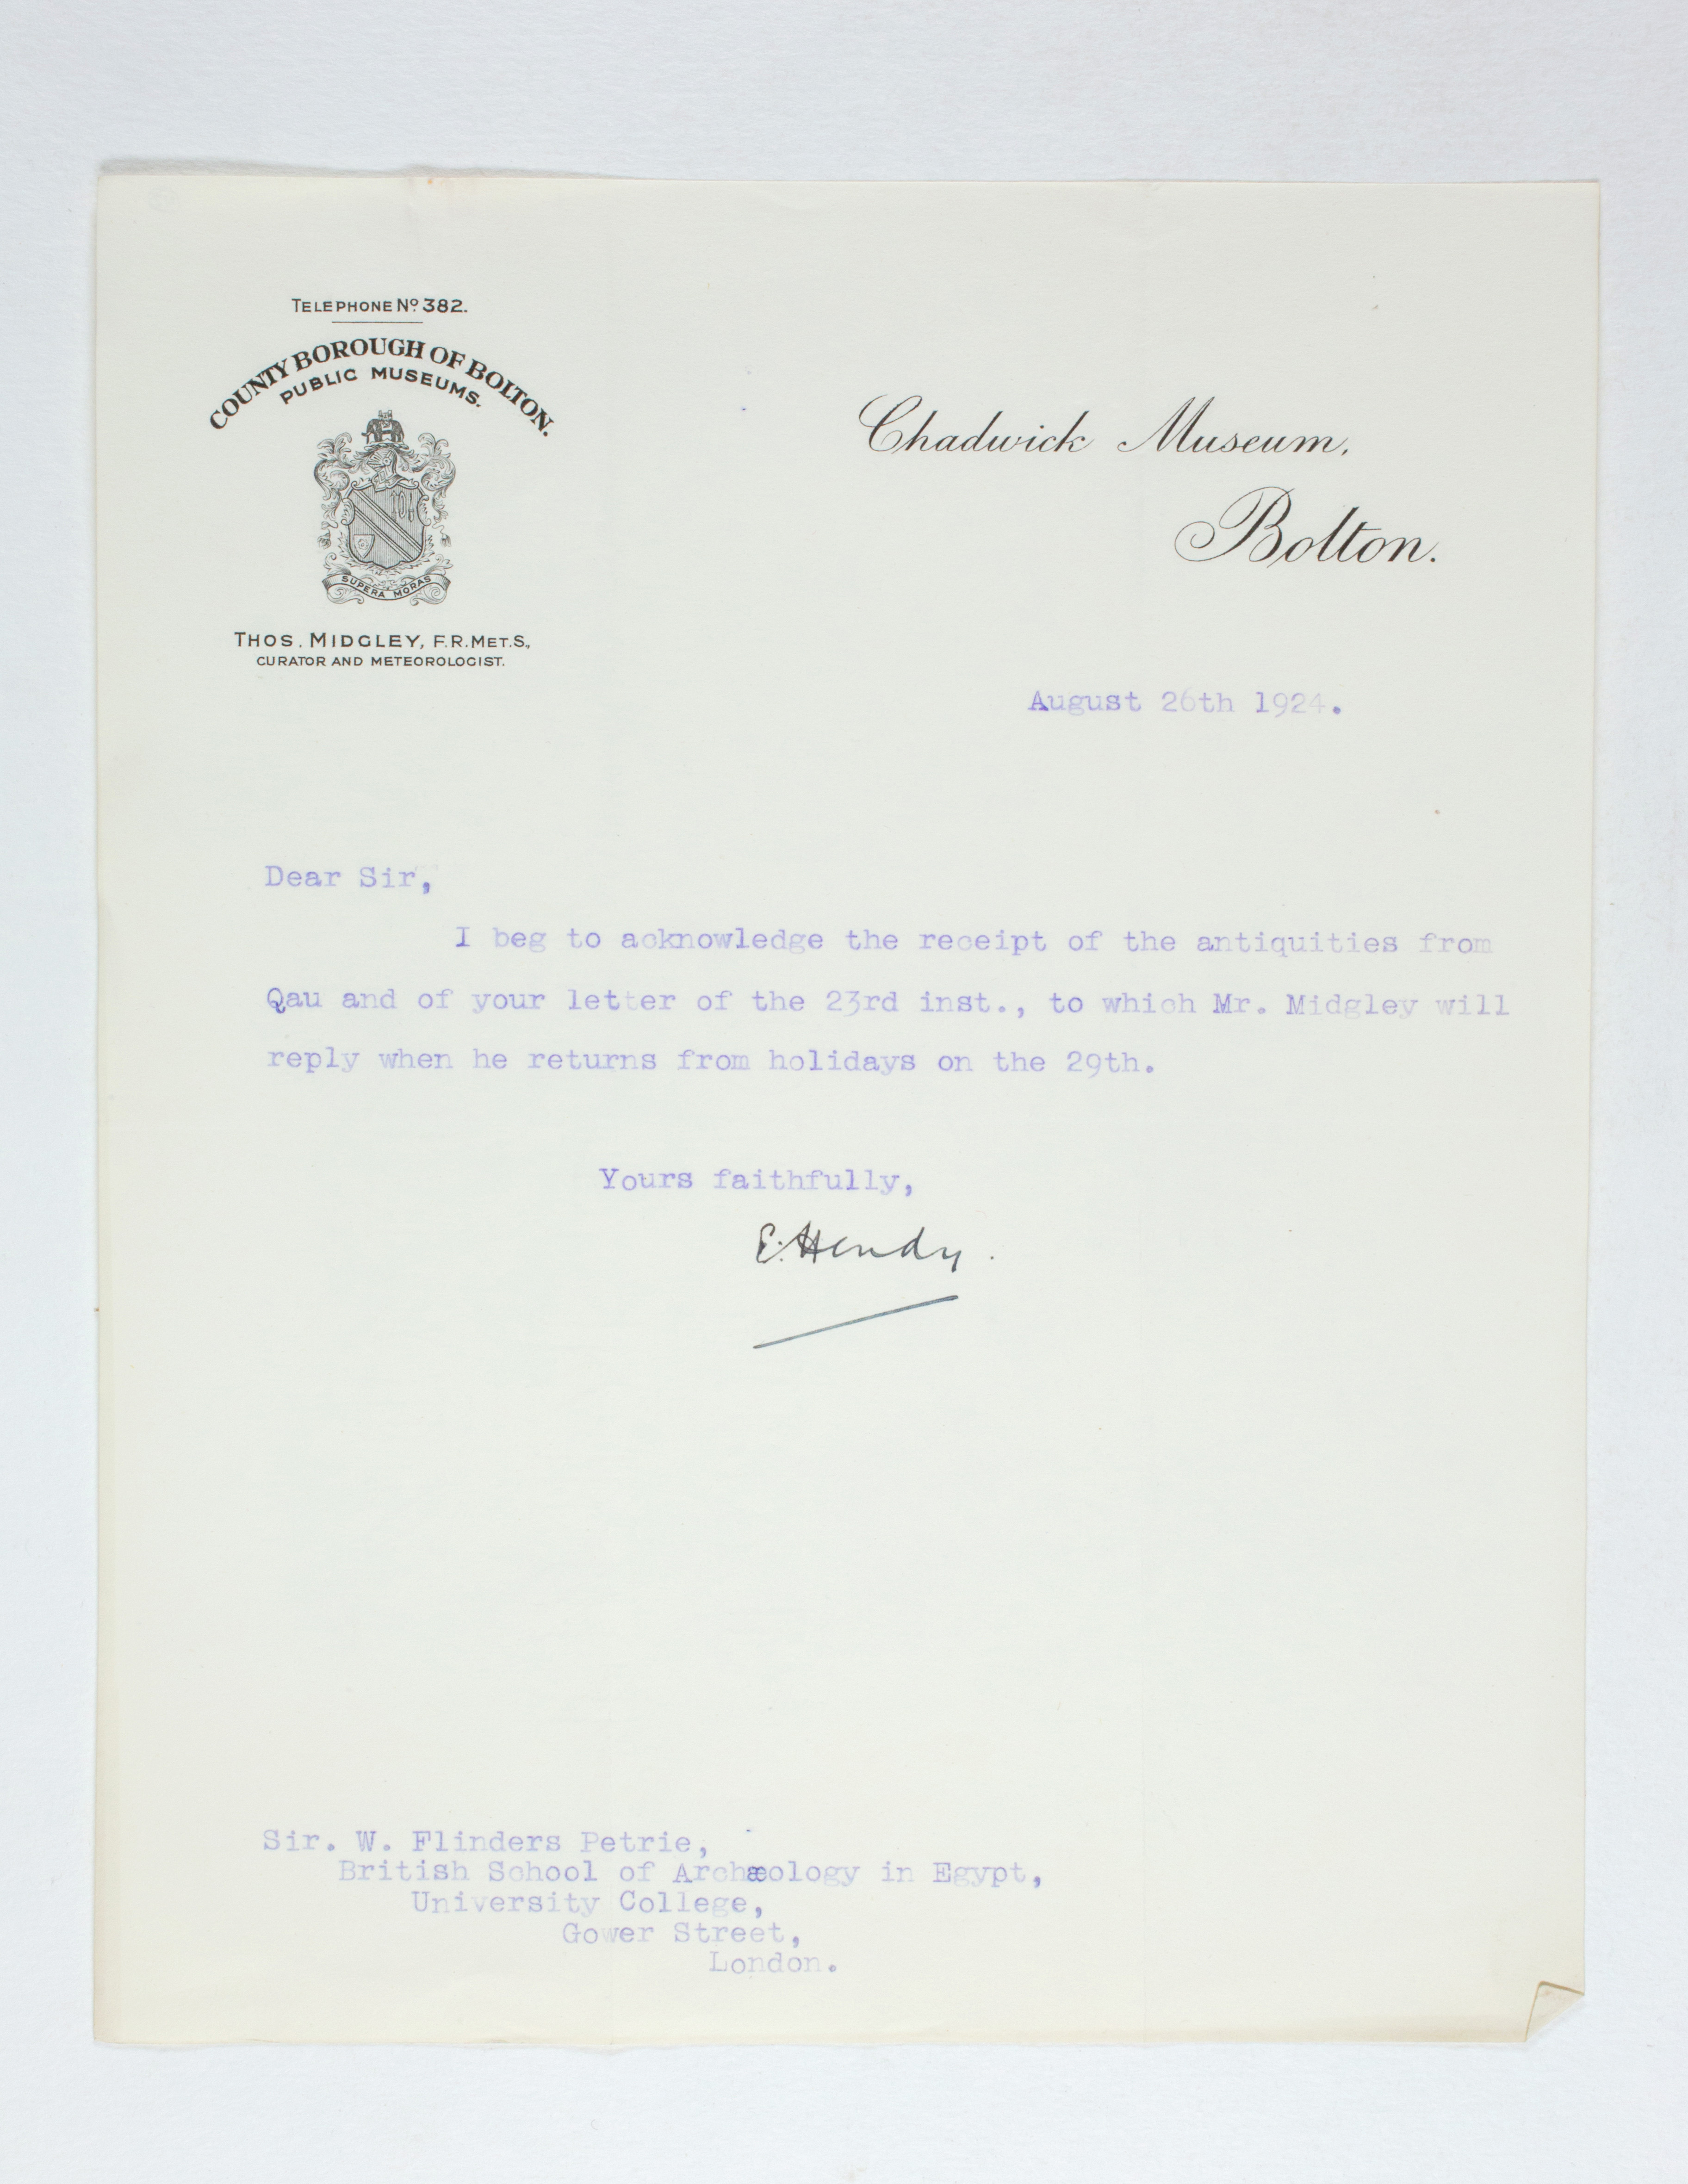 TELEPHONE Nº 382.
COUNTY BOROUGH OF BOLTON.
PUBLIC MUSEUMS.
SUPERA MORAS
THOS. MIDGLEY, F.R.MET.S.,
CURATOR AND METEOROLOGIST.
Chadwick Museum,
Bolton.
August 26th 1924.
Dear Sir,
I beg to acknowledge the receipt of the antiquities from
Qau and of your letter of the 23rd inst., to which Mr. Midgley will
reply when he returns from holidays on the 29th.
Yours faithfully,
E. Hendy.
Sir. W. Flinders Petrie,
British School of Archæology in Egypt,
University College,
Gower Street,
London.